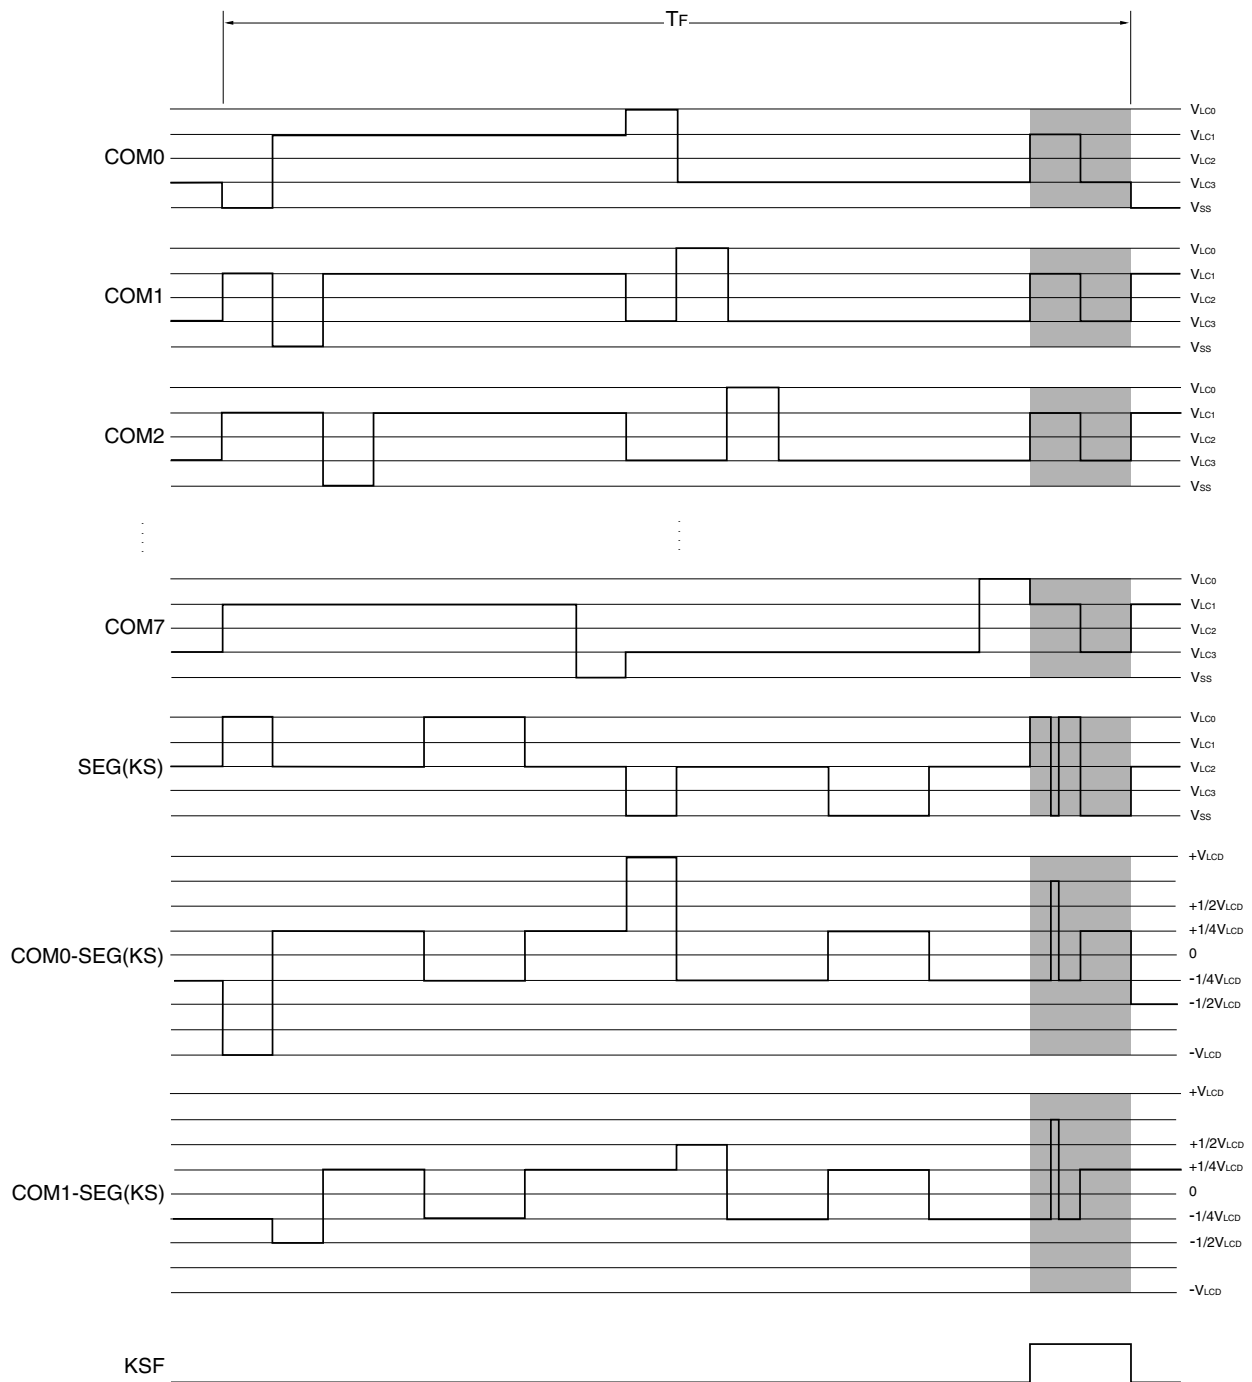 TF
VLC0
VLC1
COM0
VLC2
VLC3
VSS
VLC0
VLC1
COM1
VLC2
VLC3
VSS
VLC0
VLC1
COM2
VLC2
VLC3
VSS
VLC0
VLC1
COM7
VLC2
VLC3
VSS
VLC0
VLC1
SEG(KS)
VLC2
VLC3
VSS
+VLCD
+1/2VLCD
+1/4VLCD
COM0-SEG(KS)
0
-1/4VLCD
-1/2VLCD
-VLCD
+VLCD
+1/2VLCD
+1/4VLCD
COM1-SEG(KS)
0
-1/4VLCD
-1/2VLCD
-VLCD
KSF